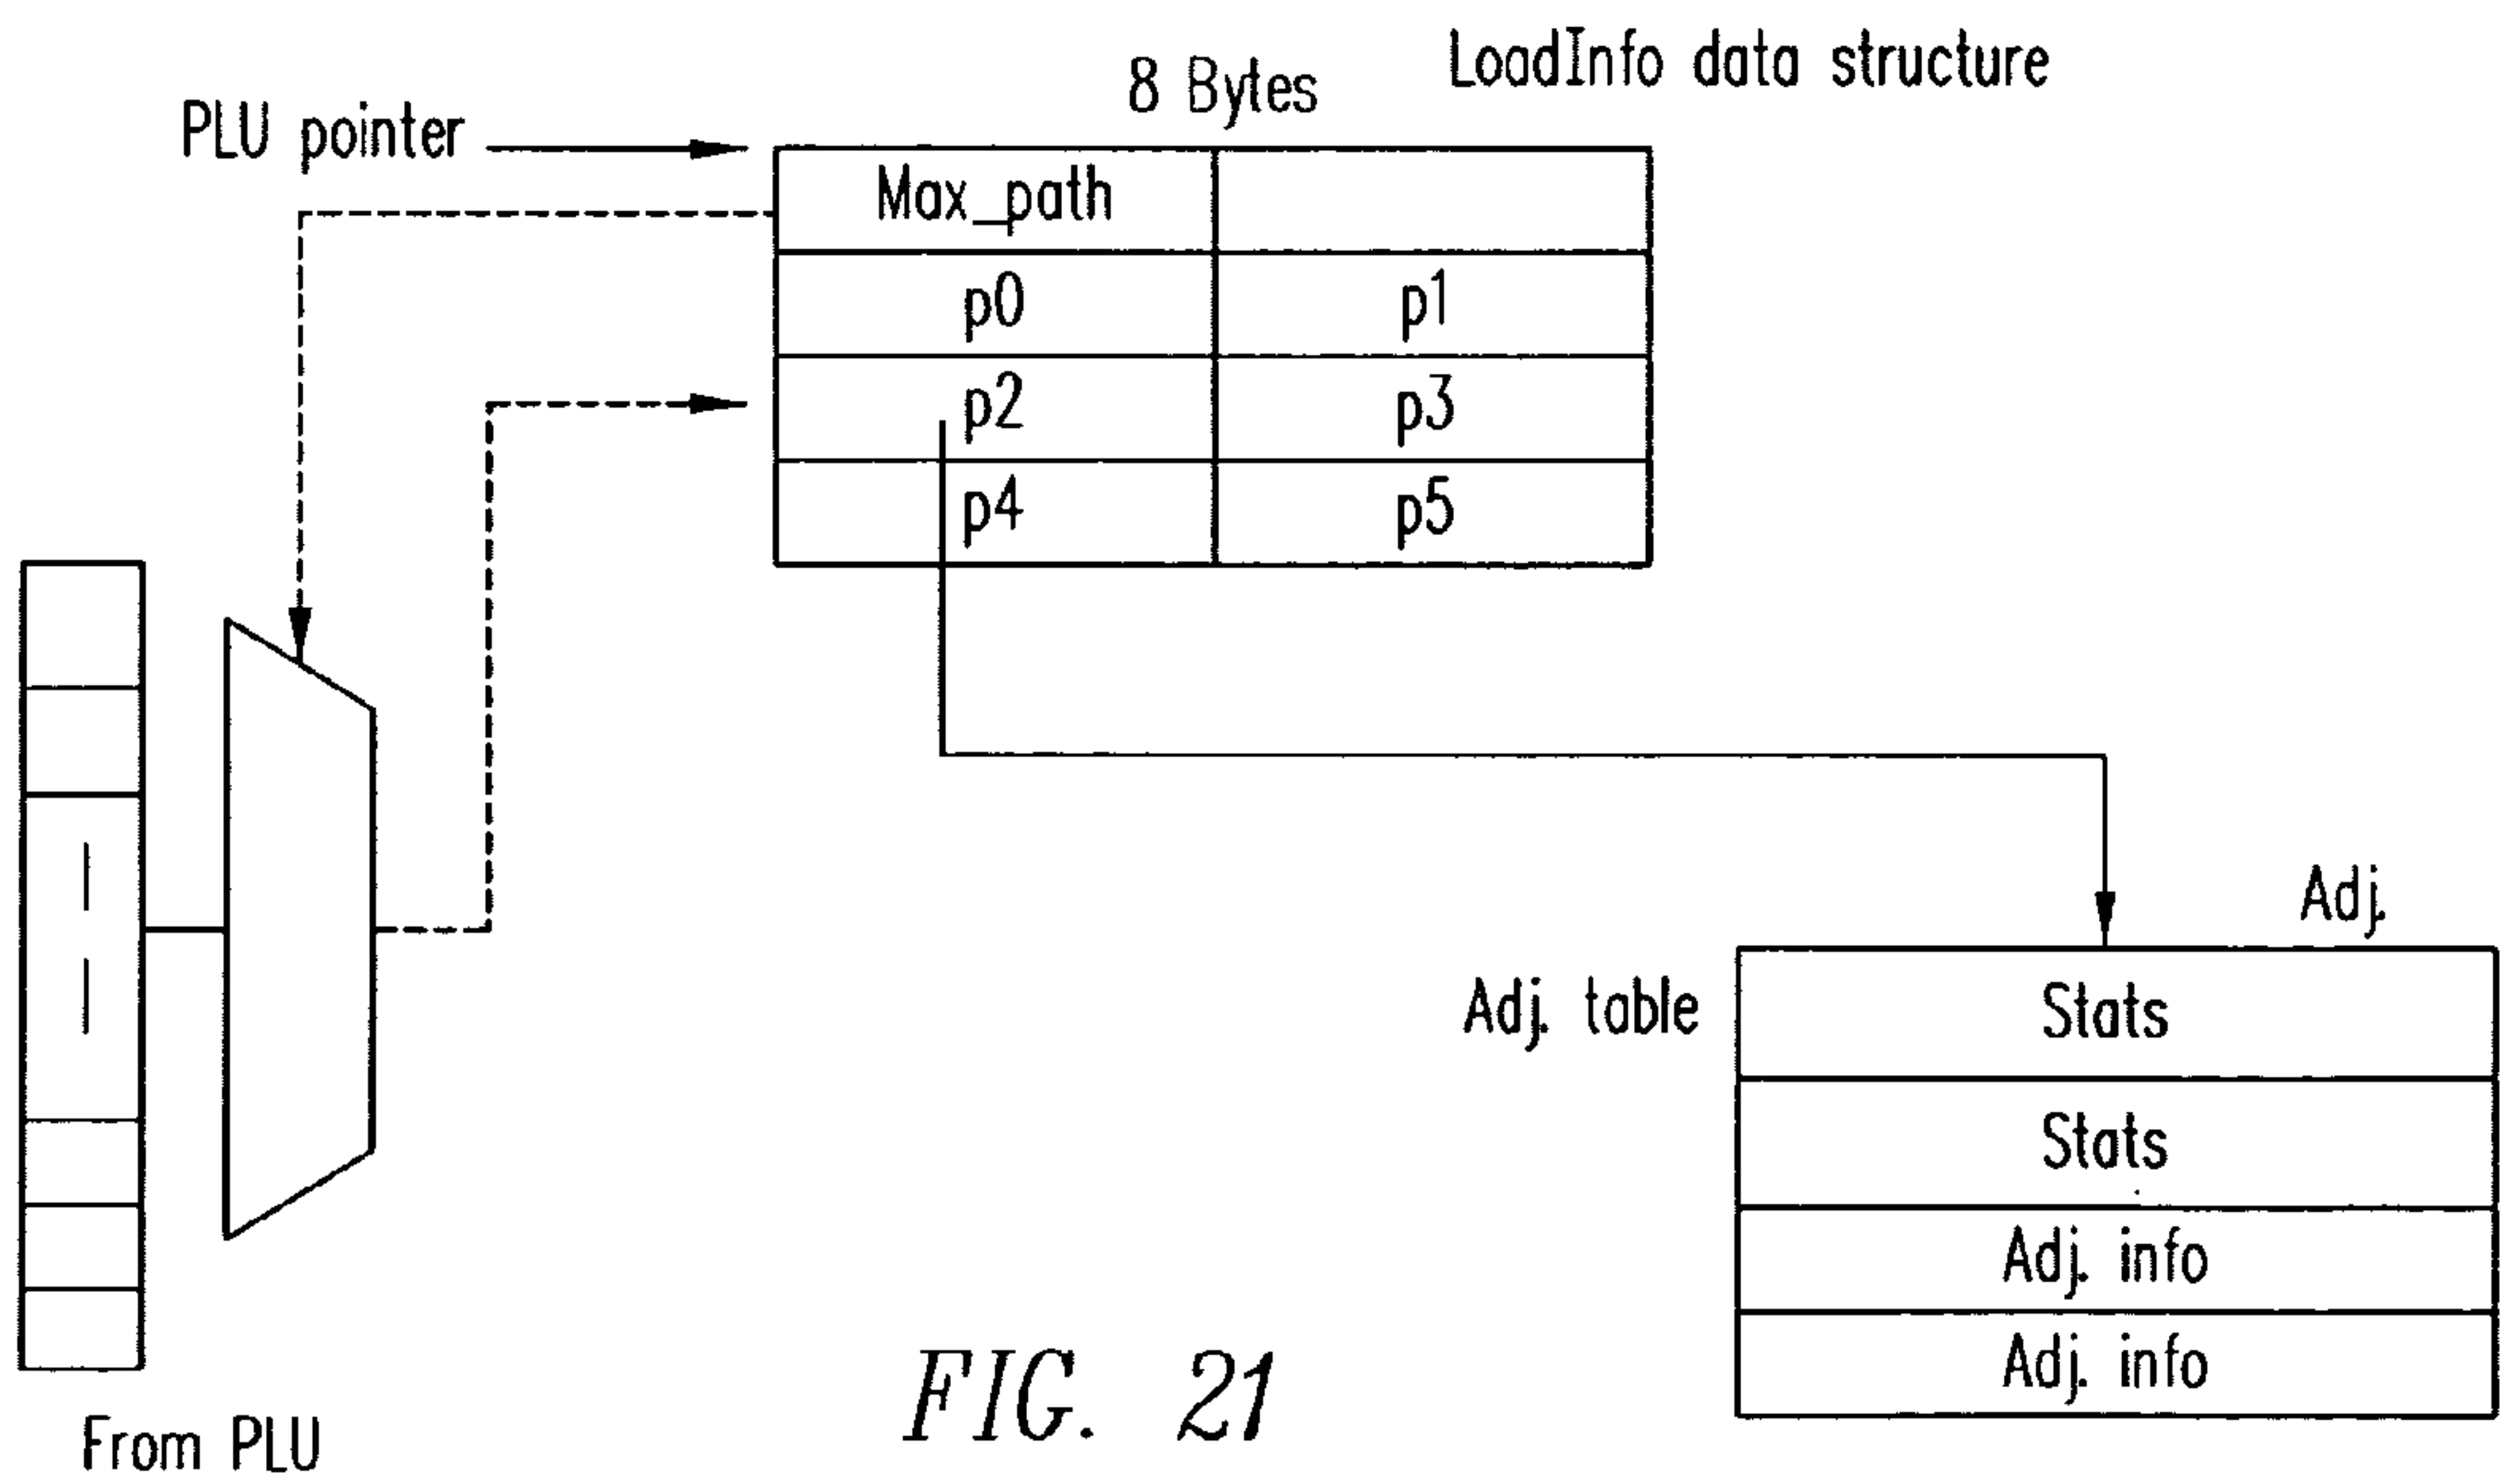 LoadInfo data structure
8 Bytes
PLU pointer
Max_path
p0 p1
p2 p3
p4 p5
Adj.
Adj. table
Stats
Stats
Adj. info
Adj. info
From PLU
FIG. 21